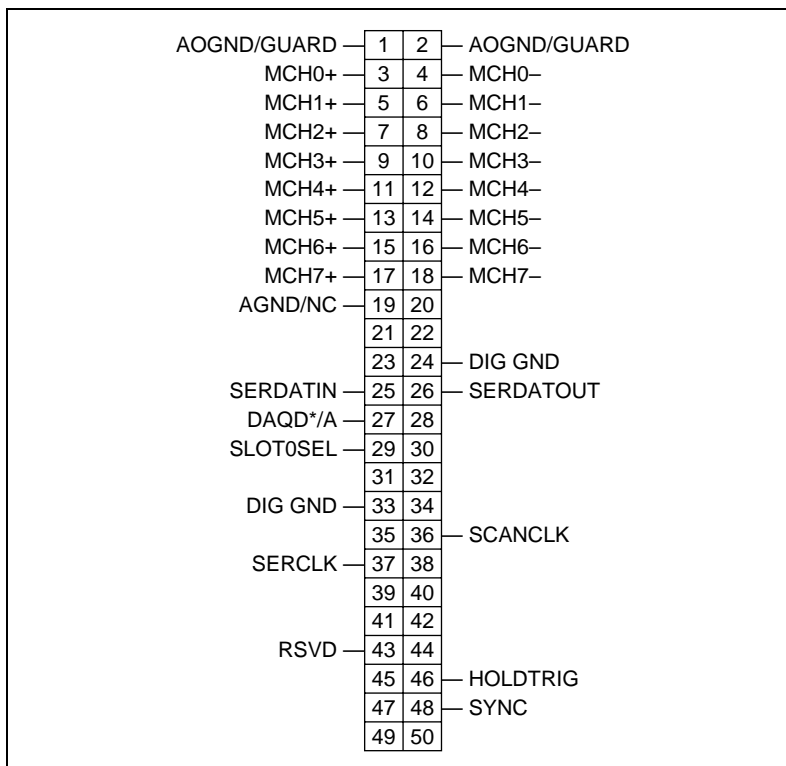 AOGND/GUARD 1 2 AOGND/GUARD
MCH0+ 3 4 MCH0–
MCH1+ 5 6 MCH1–
MCH2+ 7 8 MCH2–
MCH3+ 9 10 MCH3–
MCH4+ 11 12 MCH4–
MCH5+ 13 14 MCH5–
MCH6+ 15 16 MCH6–
MCH7+ 17 18 MCH7–
AGND/NC 19 20
21 22
23 24 DIG GND
SERDATIN 25 26 SERDATOUT
DAQD*/A 27 28
SLOT0SEL 29 30
31 32
DIG GND 33 34
35 36 SCANCLK
SERCLK 37 38
39 40
41 42
RSVD 43 44
45 46 HOLDTRIG
47 48 SYNC
49 50